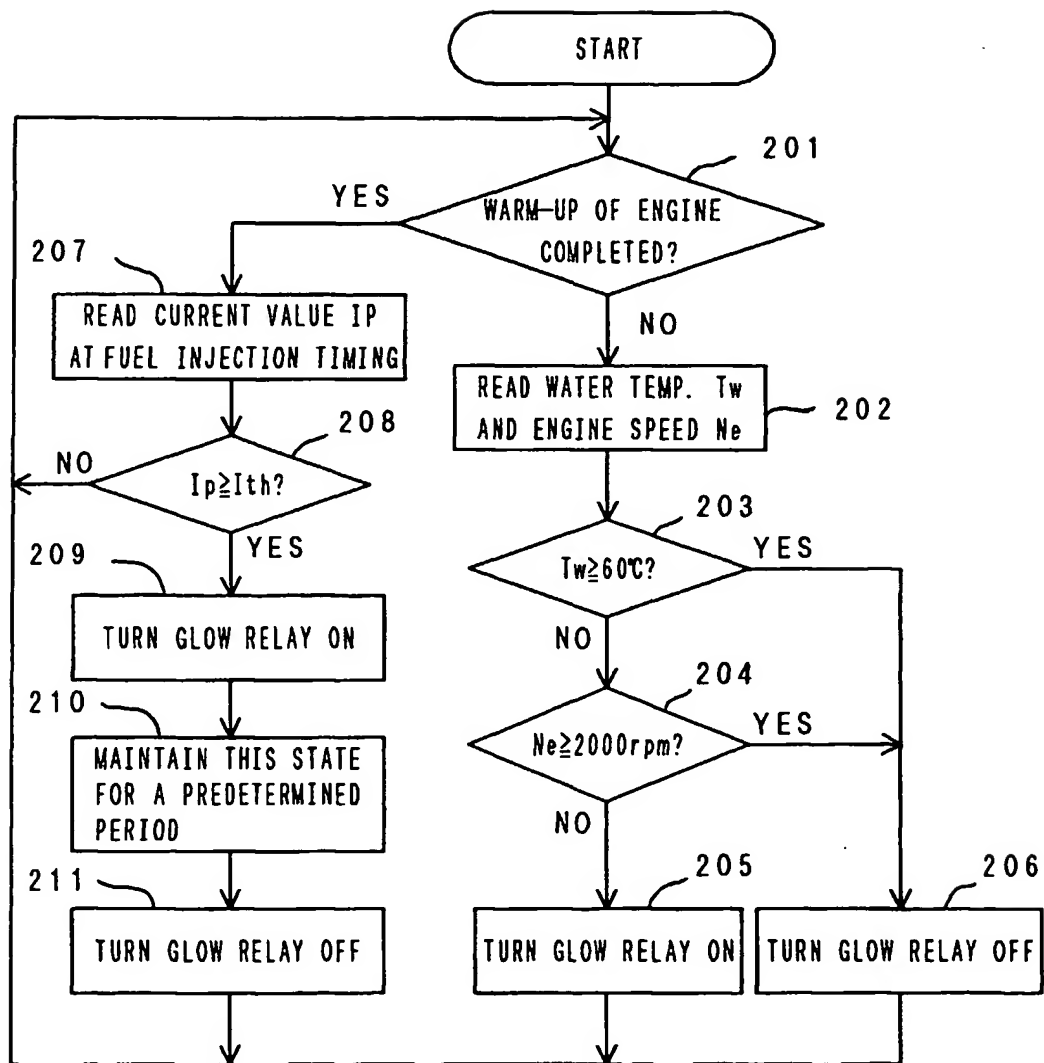 START
201
YES
WARM-UP OF ENGINE
COMPLETED?
207
READ CURRENT VALUE IP
AT FUEL INJECTION TIMING
NO
READ WATER TEMP. Tw
AND ENGINE SPEED Ne
202
208
NO
Ip≧Ith?
YES
203
Tw≧60℃?
YES
NO
209
TURN GLOW RELAY ON
204
Ne≧2000rpm?
YES
NO
210
MAINTAIN THIS STATE
FOR A PREDETERMINED
PERIOD
211
TURN GLOW RELAY OFF
205
TURN GLOW RELAY ON
206
TURN GLOW RELAY OFF